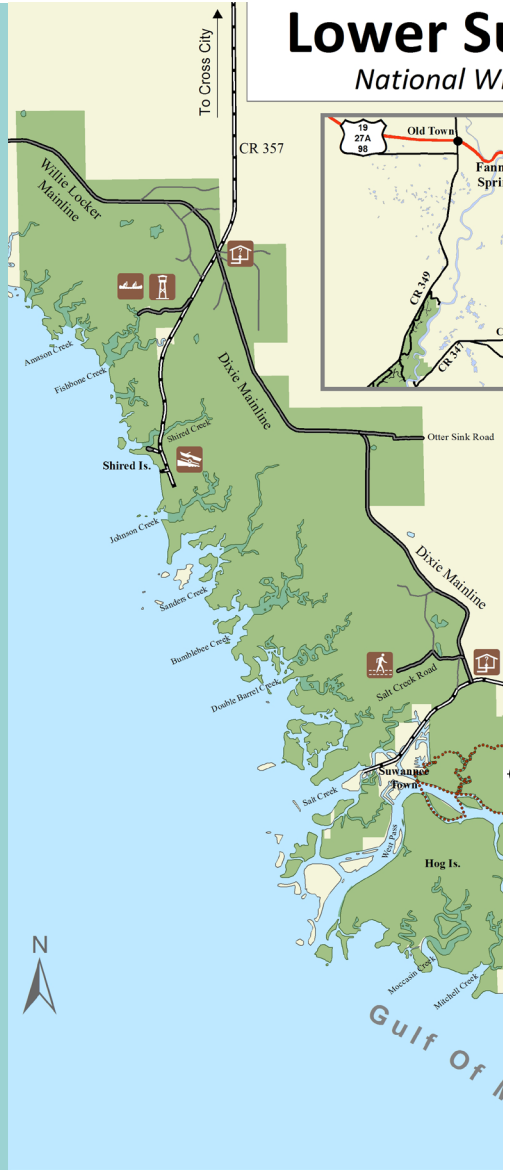 Lower Su
National Wi
To Cross City
CR 357
19
27A
98
Old Town
Fann
Spri
CR 349
CR 347
C
Willie Locker
Mainline
?
Amason Creek
Fishbone Creek
Dixie Mainline
Shired Creek
Otter Sink Road
Shired Is.
Johnson Creek
Dixie Mainline
Sanders Creek
Bumblebee Creek
?
Salt Creek Road
Double Barrel Creek
Suwannee
Town
Salt Creek
West Pass
Hog Is.
Moccasin Creek
Mitchell Creek
N
Gulf Of M